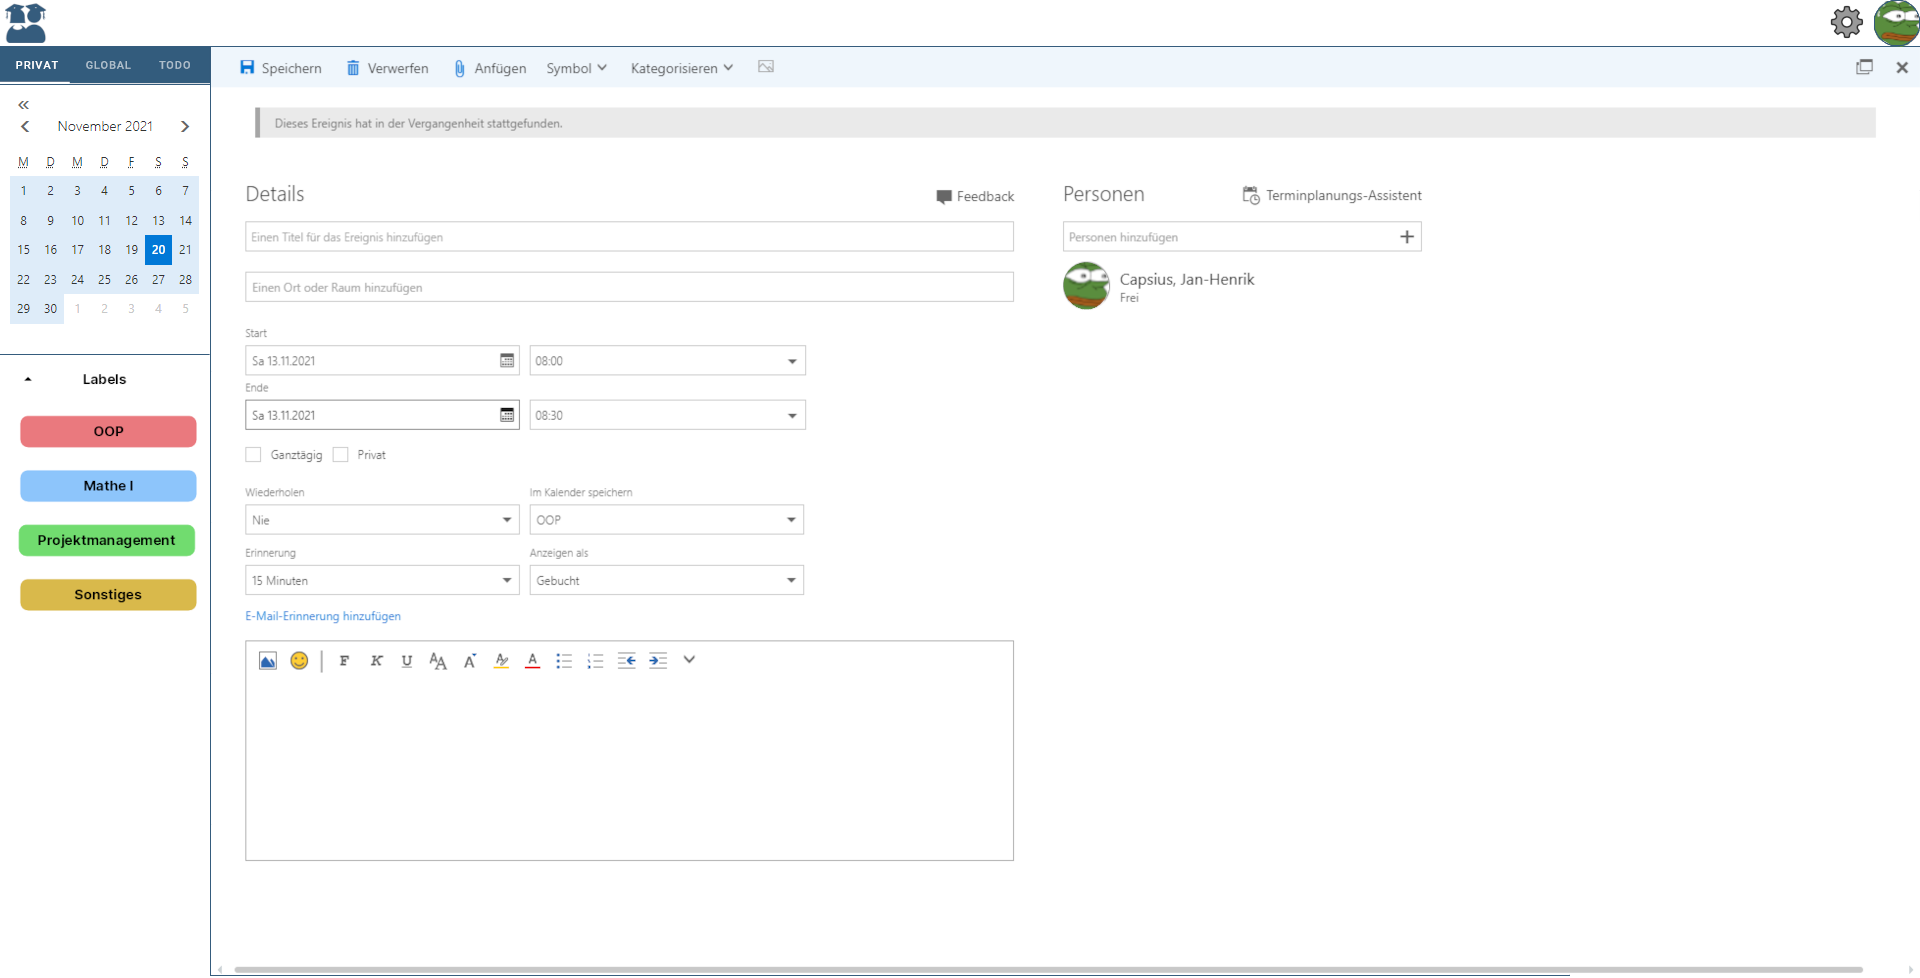 PRIVAT GLOBAL TODO
Speichern Verwerfen Anfügen Symbol Kategorisieren
November 2021
M D M D F S S
1 2 3 4 5 6 7
8 9 10 11 12 13 14
15 16 17 18 19 20 21
22 23 24 25 26 27 28
29 30 1 2 3 4 5
Labels
OOP
Mathe I
Projektmanagement
Sonstiges
Dieses Ereignis hat in der Vergangenheit stattgefunden.
Details
Feedback
Einen Titel für das Ereignis hinzufügen
Einen Ort oder Raum hinzufügen
Start
Sa 13.11.2021 08:00
Ende
Sa 13.11.2021 08:30
Ganztägig Privat
Wiederholen Im Kalender speichern
Nie OOP
Erinnerung Anzeigen als
15 Minuten Gebucht
E-Mail-Erinnerung hinzufügen
F K U AA A A A
Personen
Terminplanungs-Assistent
Personen hinzufügen
Capsius, Jan-Henrik
Frei